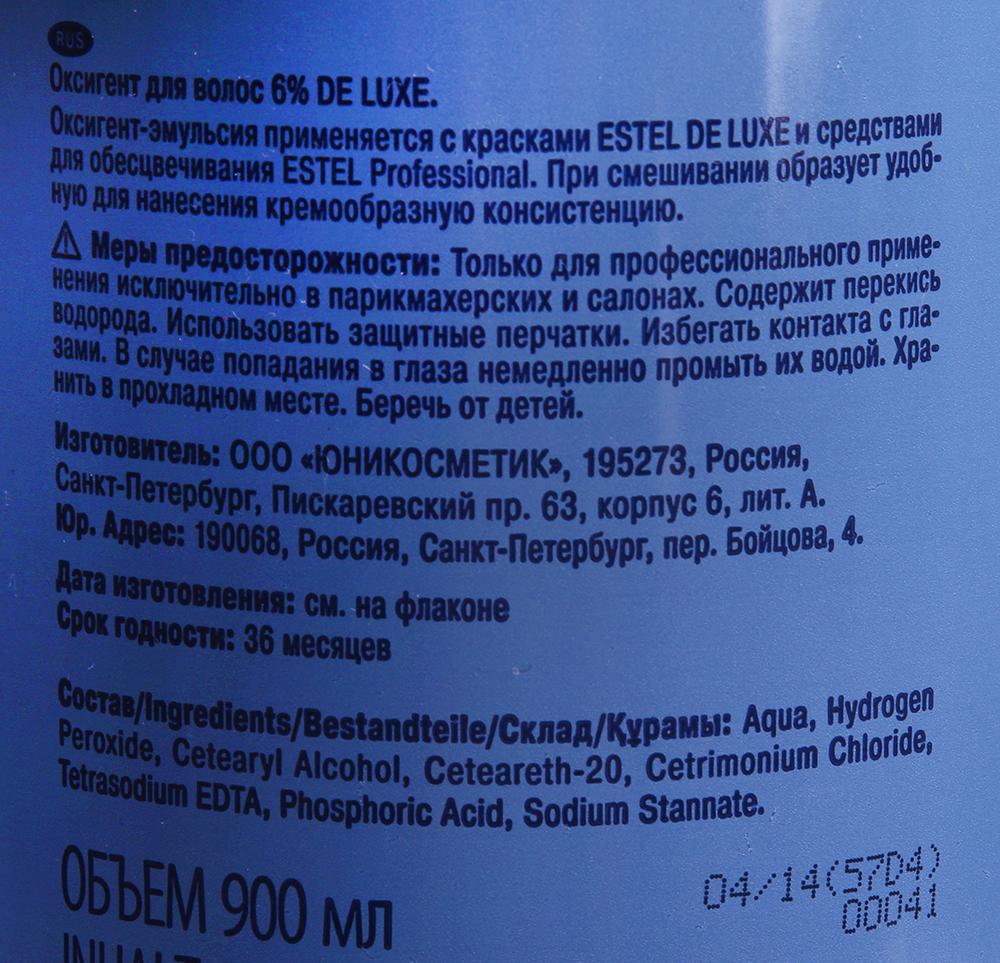 RUS
Оксигент для волос 6% DE LUXE.
Оксигент-эмульсия применяется с красками ESTEL DE LUXE и средствами
для обесцвечивания ESTEL Professional. При смешивании образует удоб-
ную для нанесения кремообразную консистенцию.
Меры предосторожности: Только для профессионального приме-
нения исключительно в парикмахерских и салонах. Содержит перекись
водорода. Использовать защитные перчатки. Избегать контакта с гла-
зами. В случае попадания в глаза немедленно промыть их водой. Хра-
нить в прохладном месте. Беречь от детей.
Изготовитель: ООО «ЮНИКОСМЕТИК», 195273, Россия,
Санкт-Петербург, Пискаревский пр. 63, корпус 6, лит. А.
Юр. Адрес: 190068, Россия, Санкт-Петербург, пер. Бойцова, 4.
Дата изготовления: см. на флаконе
Срок годности: 36 месяцев
Состав/Ingredients/Bestandteile/Склад/Құрамы: Aqua, Hydrogen
Peroxide, Cetearyl Alcohol, Ceteareth-20, Cetrimonium Chloride,
Tetrasodium EDTA, Phosphoric Acid, Sodium Stannate.
ОБЪЕМ 900 МЛ
04/14(57D4)
00041